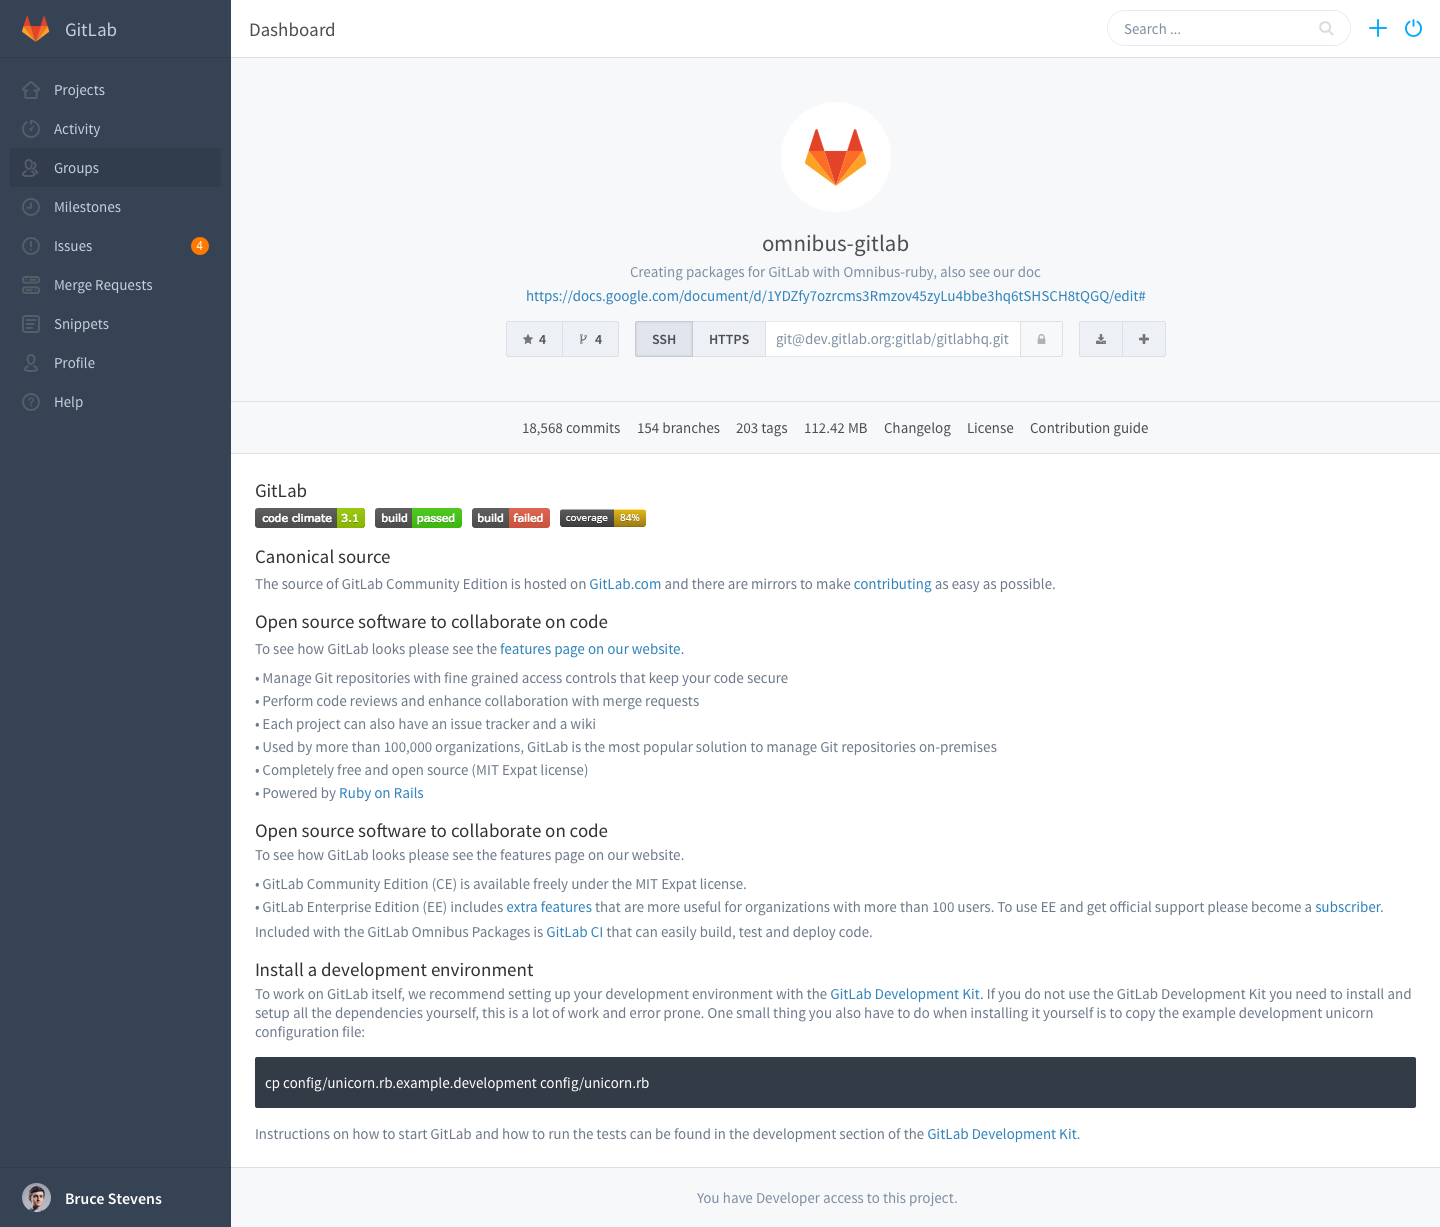 GitLab
Dashboard
Search ...
Projects
Activity
Groups
Milestones
Issues
4
Merge Requests
Snippets
Profile
Help
omnibus-gitlab
Creating packages for GitLab with Omnibus-ruby, also see our doc
https://docs.google.com/document/d/1YDZfy7ozrcms3Rmzov45zyLu4bbe3hq6tSHSCH8tQGQ/edit#
4 4 SSH HTTPS git@dev.gitlab.org:gitlab/gitlabhq.git
18,568 commits 154 branches 203 tags 112.42 MB Changelog License Contribution guide
GitLab
code climate 3.1 build passed build failed coverage 84%
Canonical source
The source of GitLab Community Edition is hosted on GitLab.com and there are mirrors to make contributing as easy as possible.
Open source software to collaborate on code
To see how GitLab looks please see the features page on our website.
• Manage Git repositories with fine grained access controls that keep your code secure
• Perform code reviews and enhance collaboration with merge requests
• Each project can also have an issue tracker and a wiki
• Used by more than 100,000 organizations, GitLab is the most popular solution to manage Git repositories on-premises
• Completely free and open source (MIT Expat license)
• Powered by Ruby on Rails
Open source software to collaborate on code
To see how GitLab looks please see the features page on our website.
• GitLab Community Edition (CE) is available freely under the MIT Expat license.
• GitLab Enterprise Edition (EE) includes extra features that are more useful for organizations with more than 100 users. To use EE and get official support please become a subscriber.
Included with the GitLab Omnibus Packages is GitLab CI that can easily build, test and deploy code.
Install a development environment
To work on GitLab itself, we recommend setting up your development environment with the GitLab Development Kit. If you do not use the GitLab Development Kit you need to install and
setup all the dependencies yourself, this is a lot of work and error prone. One small thing you also have to do when installing it yourself is to copy the example development unicorn
configuration file:
cp config/unicorn.rb.example.development config/unicorn.rb
Instructions on how to start GitLab and how to run the tests can be found in the development section of the GitLab Development Kit.
Bruce Stevens
You have Developer access to this project.